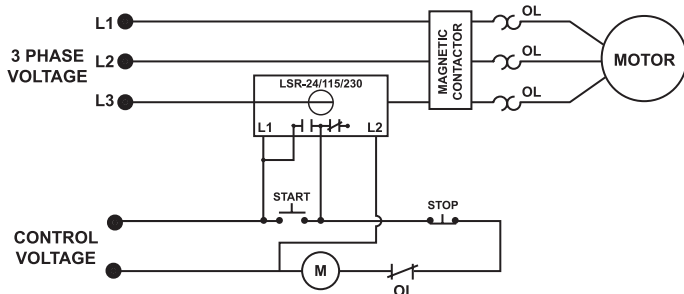 L1
OL
3 PHASE
VOLTAGE
L2
OL
MAGNETIC
CONTACTOR
MOTOR
L3
LSR-24/115/230
OL
L1
L2
START
STOP
CONTROL
VOLTAGE
M
OL